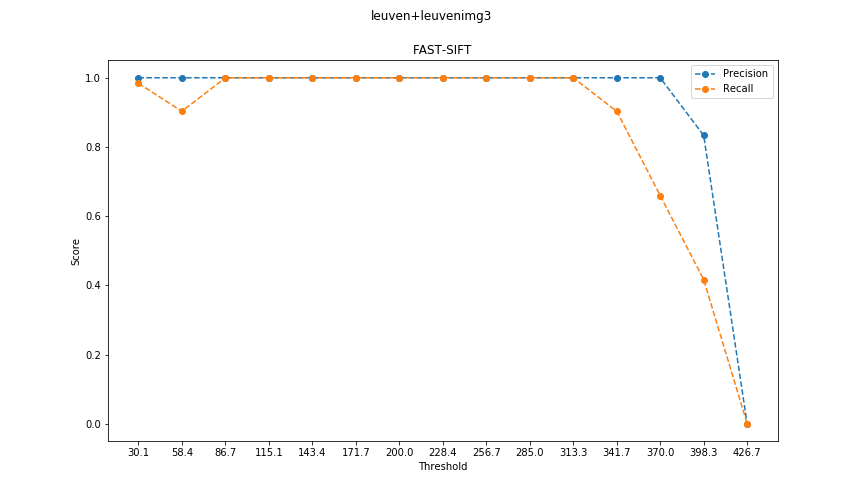 leuven+leuvenimg3
FAST-SIFT
Precision
Recall
1.0
0.8
0.6
0.4
0.2
0.0
Score
30.1 58.4 86.7 115.1 143.4 171.7 200.0 228.4 256.7 285.0 313.3 341.7 370.0 398.3 426.7
Threshold